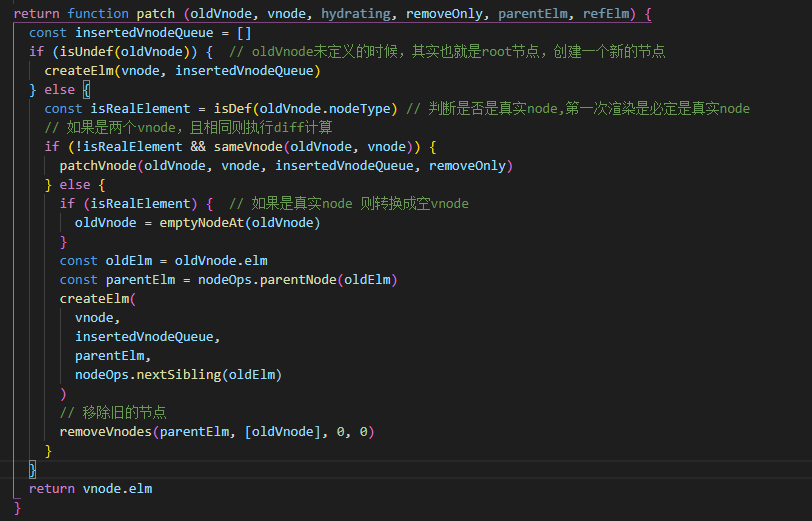 return function patch (oldVnode, vnode, hydrating, removeOnly, parentElm, refElm) {
const insertedVnodeQueue = []
if (isUndef(oldVnode)) {  // oldVnode未定义的时候，其实也就是root节点，创建一个新的节点
createElm(vnode, insertedVnodeQueue)
} else {
const isRealElement = isDef(oldVnode.nodeType) // 判断是否是真实node,第一次渲染是必定是真实node
// 如果是两个vnode，且相同则执行diff计算
if (!isRealElement && sameVnode(oldVnode, vnode)) {
patchVnode(oldVnode, vnode, insertedVnodeQueue, removeOnly)
} else {
if (isRealElement) {  // 如果是真实node 则转换成空vnode
oldVnode = emptyNodeAt(oldVnode)
}
const oldElm = oldVnode.elm
const parentElm = nodeOps.parentNode(oldElm)
createElm(
vnode,
insertedVnodeQueue,
parentElm,
nodeOps.nextSibling(oldElm)
)
// 移除旧的节点
removeVnodes(parentElm, [oldVnode], 0, 0)
}
}
return vnode.elm
}